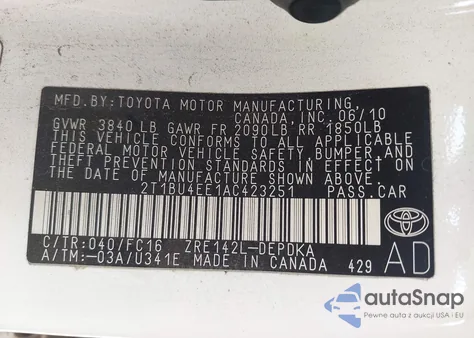 MFD.BY:TOYOTA MOTOR MANUFACTURING,
CANADA, INC. 06/10
GVWR 3840 LB GAWR FR 2090LB RR 1850LB
THIS VEHICLE CONFORMS TO ALL APPLICABLE
FEDERAL MOTOR VEHICLE SAFETY, BUMPER, AND
THEFT PREVENTION STANDARDS IN EFFECT ON
THE DATE OF MANUFACTURE SHOWN ABOVE.
2T1BU4EE1AC423251 PASS.CAR
C/TR:040/FC16 ZRE142L-DEPDKA
A/TM:-03A/U341E MADE IN CANADA 429
AD
autoSnap
Pewne auta z aukcji USA i EU